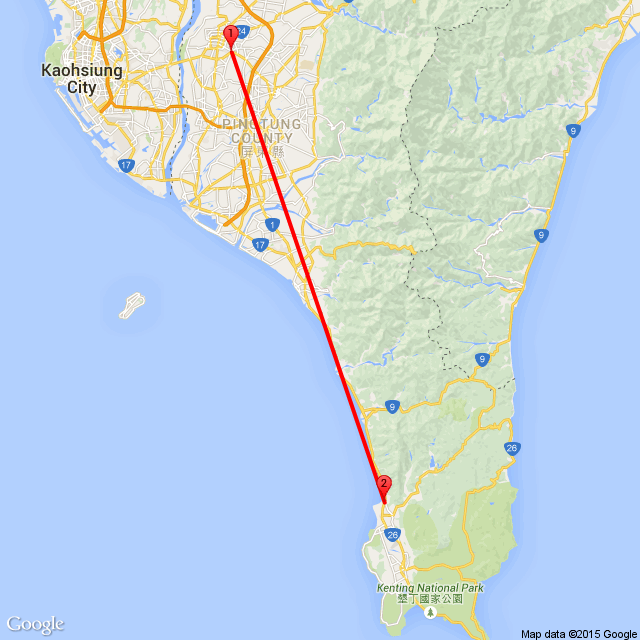 1
24
Kaohsiung
City
PINGTUNG
COUNTY
屏東縣
9
17
1
17
9
9
9
26
2
26
Kenting National Park
墾丁國家公園
Google
Map data ©2015 Google